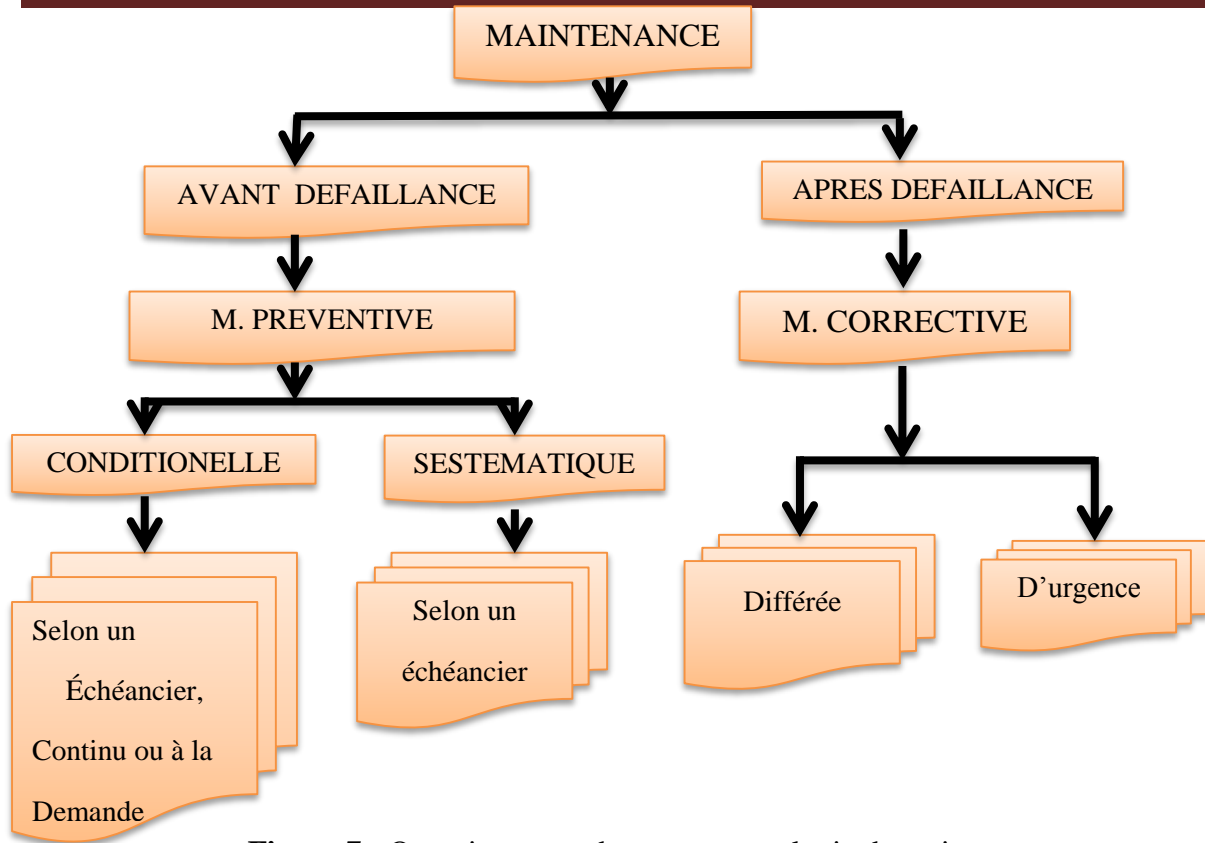 MAINTENANCE
AVANT DEFAILLANCE
APRES DEFAILLANCE
M. PREVENTIVE
M. CORRECTIVE
CONDITIONELLE
SESTEMATIQUE
Selon un
Échéancier,
Continu ou à la
Demande
Selon un
échéancier
Différée
D’urgence